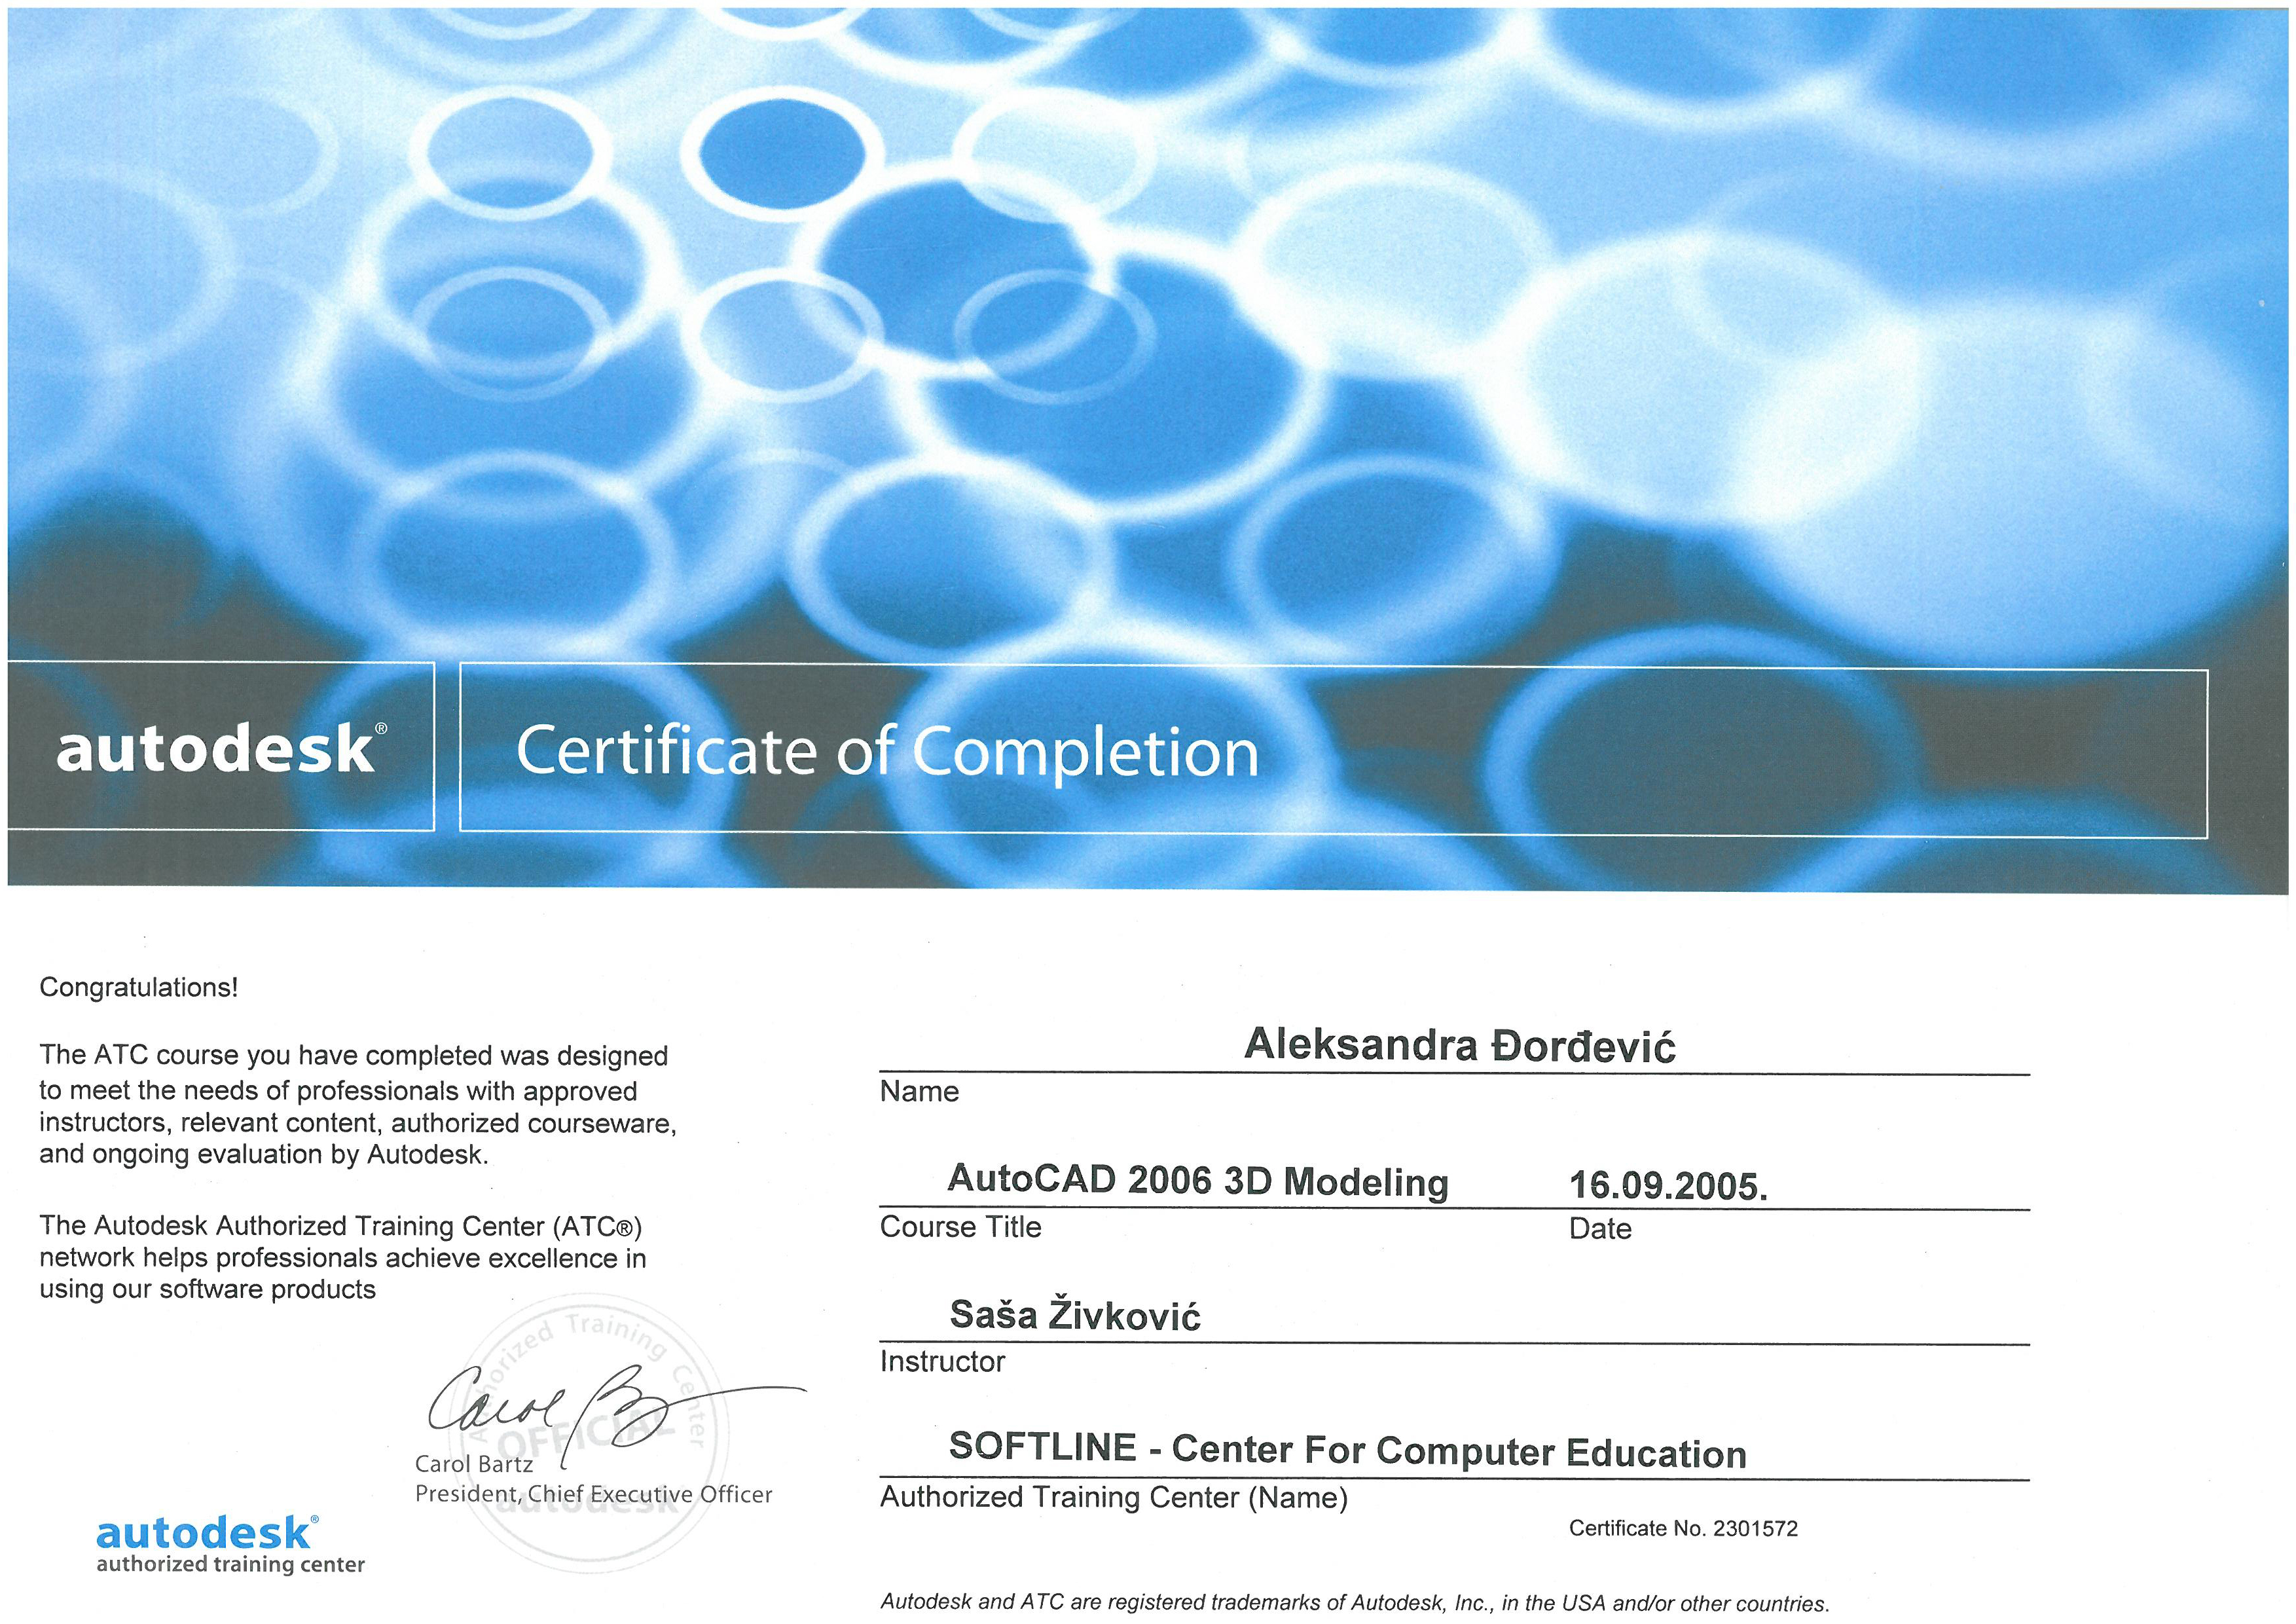 autodesk®
Certificate of Completion
Congratulations!
The ATC course you have completed was designed
to meet the needs of professionals with approved
instructors, relevant content, authorized courseware,
and ongoing evaluation by Autodesk.
The Autodesk Authorized Training Center (ATC®)
network helps professionals achieve excellence in
using our software products
Authorized Training Center
OFFICIAL
autodesk
Carol Bartz
Carol Bartz
President, Chief Executive Officer
autodesk®
authorized training center
Aleksandra Đorđević
Name
AutoCAD 2006 3D Modeling 16.09.2005.
Course Title Date
Saša Živković
Instructor
SOFTLINE - Center For Computer Education
Authorized Training Center (Name)
Certificate No. 2301572
Autodesk and ATC are registered trademarks of Autodesk, Inc., in the USA and/or other countries.